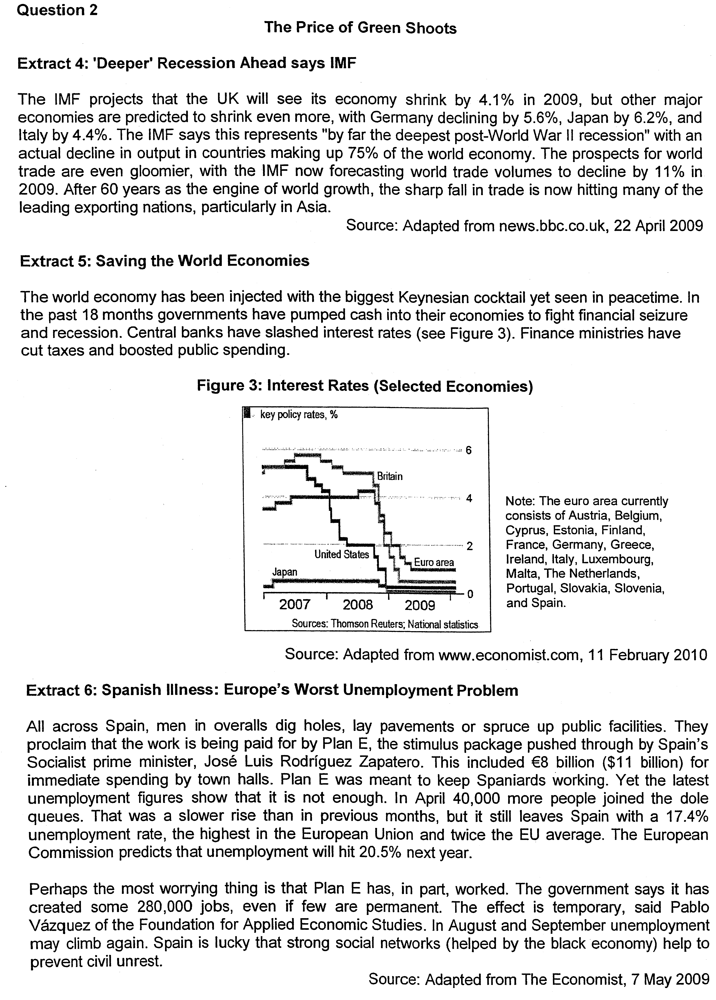 Question 2
The Price of Green Shoots
Extract 4: 'Deeper' Recession Ahead says IMF
The IMF projects that the UK will see its economy shrink by 4.1% in 2009, but other major
economies are predicted to shrink even more, with Germany declining by 5.6%, Japan by 6.2%, and
Italy by 4.4%. The IMF says this represents "by far the deepest post-World War II recession" with an
actual decline in output in countries making up 75% of the world economy. The prospects for world
trade are even gloomier, with the IMF now forecasting world trade volumes to decline by 11% in
2009. After 60 years as the engine of world growth, the sharp fall in trade is now hitting many of the
leading exporting nations, particularly in Asia.
Source: Adapted from news.bbc.co.uk, 22 April 2009
Extract 5: Saving the World Economies
The world economy has been injected with the biggest Keynesian cocktail yet seen in peacetime. In
the past 18 months governments have pumped cash into their economies to fight financial seizure
and recession. Central banks have slashed interest rates (see Figure 3). Finance ministries have
cut taxes and boosted public spending.
Figure 3: Interest Rates (Selected Economies)
key policy rates, %
6
Britain
4
2
United States
Euro area
Japan
0
2007 2008 2009
Sources: Thomson Reuters; National statistics
Note: The euro area currently
consists of Austria, Belgium,
Cyprus, Estonia, Finland,
France, Germany, Greece,
Ireland, Italy, Luxembourg,
Malta, The Netherlands,
Portugal, Slovakia, Slovenia,
and Spain.
Source: Adapted from www.economist.com, 11 February 2010
Extract 6: Spanish Illness: Europe's Worst Unemployment Problem
All across Spain, men in overalls dig holes, lay pavements or spruce up public facilities. They
proclaim that the work is being paid for by Plan E, the stimulus package pushed through by Spain's
Socialist prime minister, José Luis Rodríguez Zapatero. This included €8 billion ($11 billion) for
immediate spending by town halls. Plan E was meant to keep Spaniards working. Yet the latest
unemployment figures show that it is not enough. In April 40,000 more people joined the dole
queues. That was a slower rise than in previous months, but it still leaves Spain with a 17.4%
unemployment rate, the highest in the European Union and twice the EU average. The European
Commission predicts that unemployment will hit 20.5% next year.
Perhaps the most worrying thing is that Plan E has, in part, worked. The government says it has
created some 280,000 jobs, even if few are permanent. The effect is temporary, said Pablo
Vázquez of the Foundation for Applied Economic Studies. In August and September unemployment
may climb again. Spain is lucky that strong social networks (helped by the black economy) help to
prevent civil unrest.
Source: Adapted from The Economist, 7 May 2009